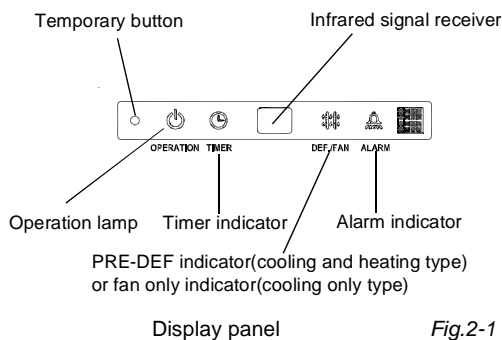 Temporary button
Infrared signal receiver
OPERATION TIMER
DEF./FAN ALARM
Operation lamp
Timer indicator
Alarm indicator
PRE-DEF indicator(cooling and heating type)
or fan only indicator(cooling only type)
Display panel
Fig.2-1